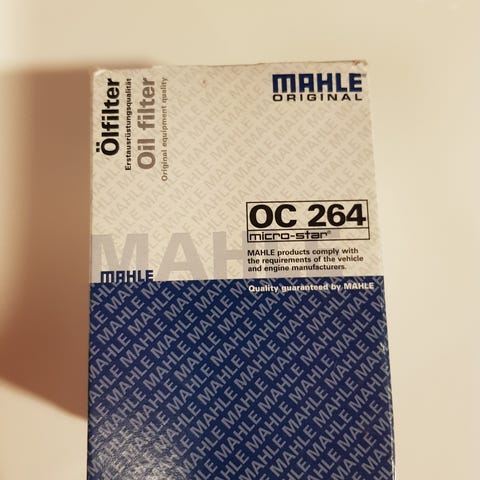 Ölfilter
Erstausrüstungsqualität
Oil filter
Original equipment quality
MAHLE
ORIGINAL
OC 264
micro-star®
MAHLE products comply with
the requirements of the vehicle
and engine manufacturers.
MAHLE
MAHLE
Quality guaranteed by MAHLE